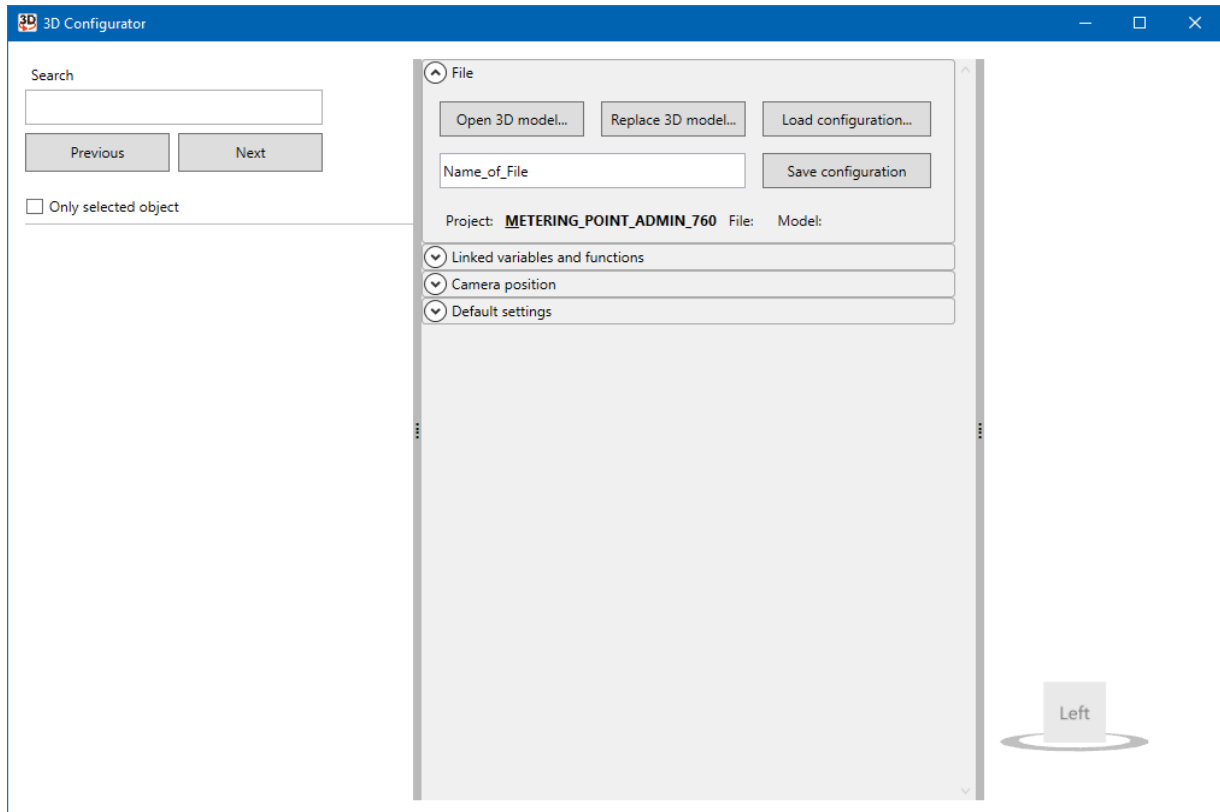 3D 3D Configurator
Search
Previous Next
Only selected object
File
Open 3D model... Replace 3D model... Load configuration...
Name_of_File Save configuration
Project: METERING_POINT_ADMIN_760 File: Model:
Linked variables and functions
Camera position
Default settings
Left